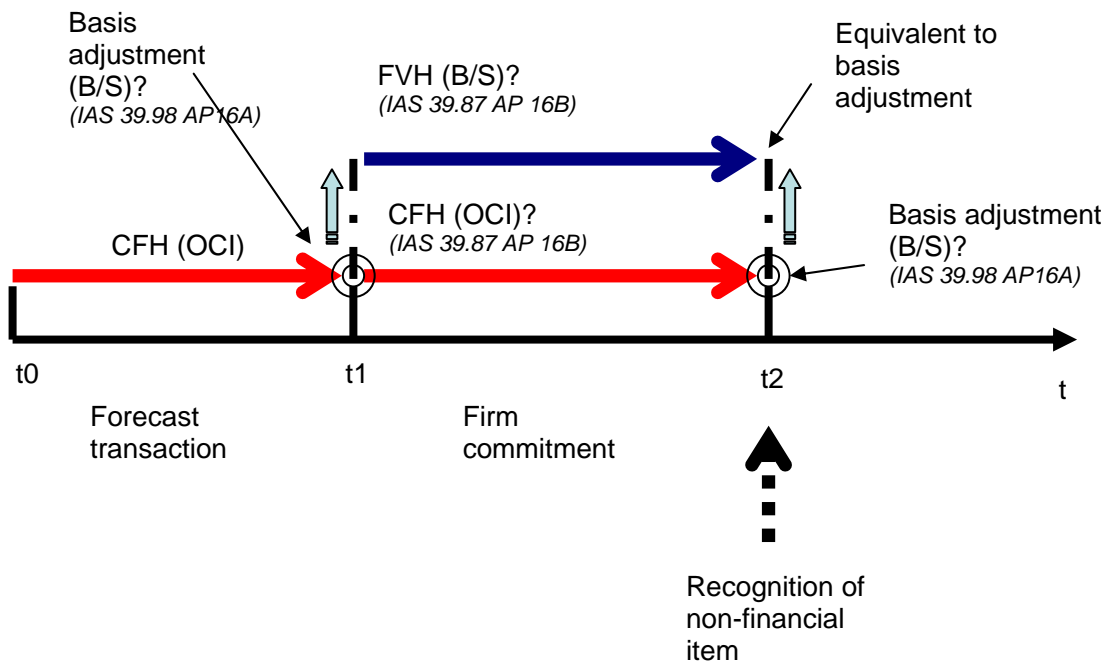 Basis
adjustment
(B/S)?
(IAS 39.98 AP16A)
FVH (B/S)?
(IAS 39.87 AP 16B)
Equivalent to
basis
adjustment
CFH (OCI)
CFH (OCI)?
(IAS 39.87 AP 16B)
Basis adjustment
(B/S)?
(IAS 39.98 AP16A)
t0
t1
t2
t
Forecast
transaction
Firm
commitment
Recognition of
non-financial
item